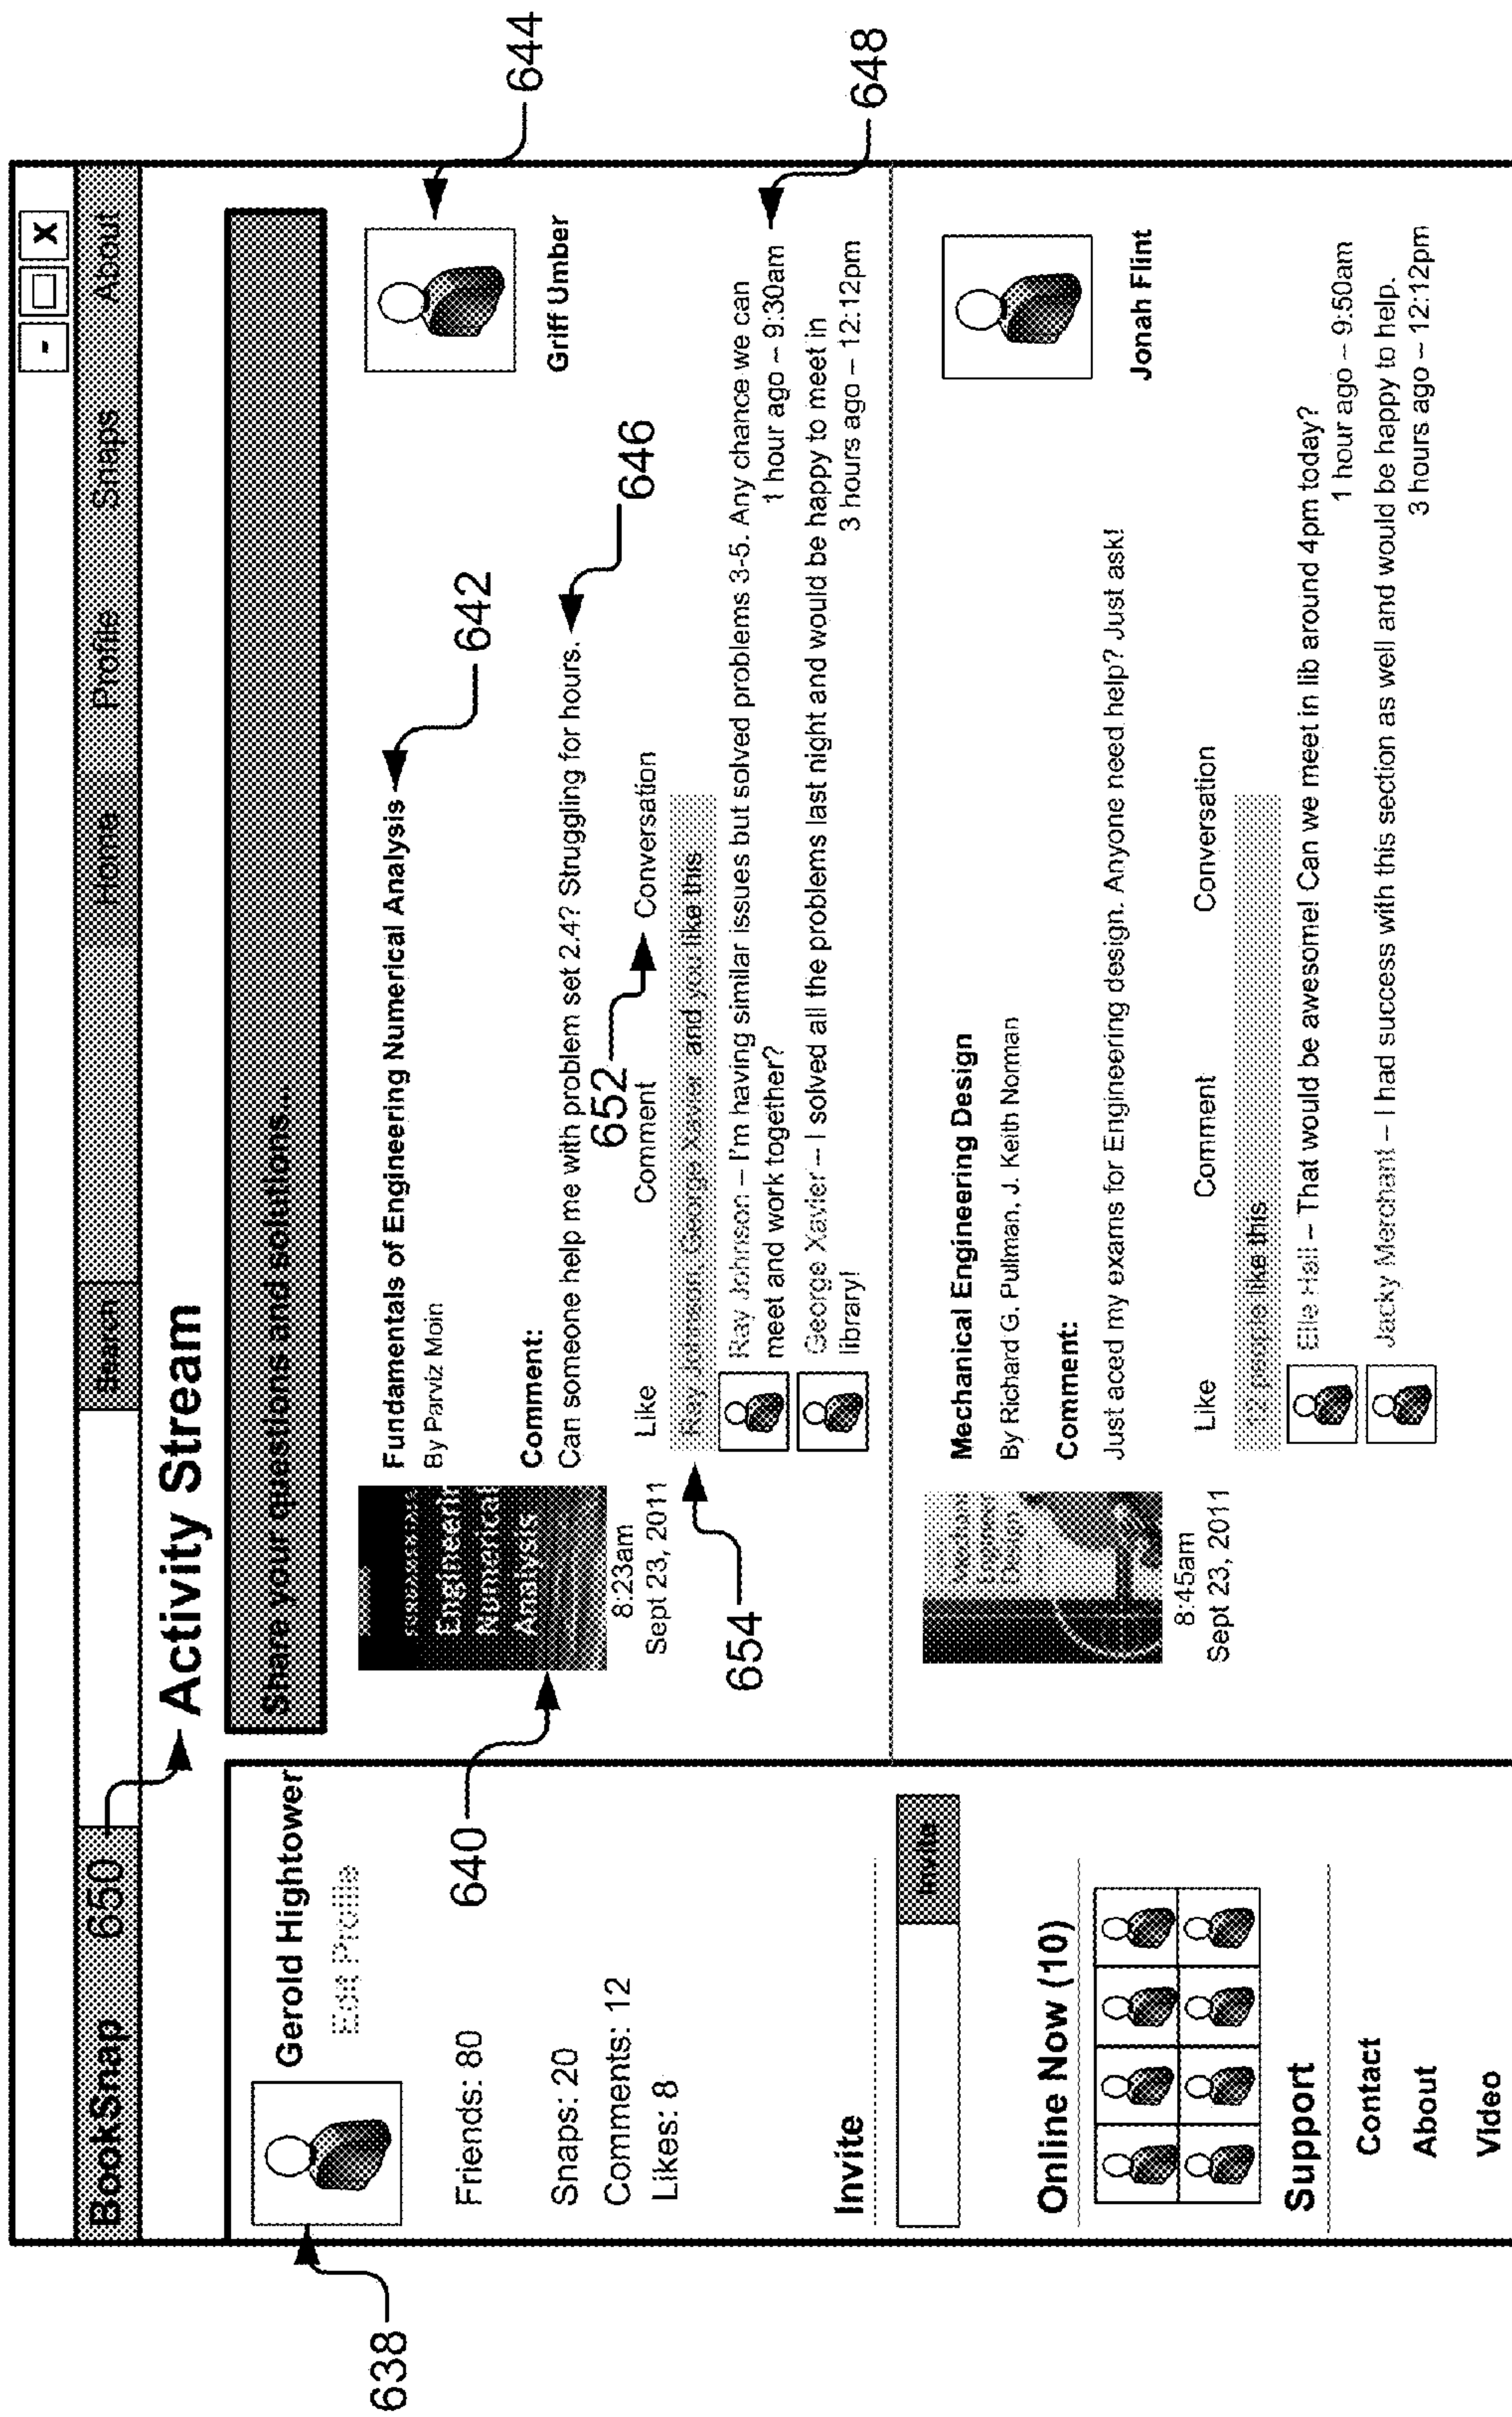 BookSnap 650 Search Home Profile Snaps About
- X
Activity Stream
638
Gerold Hightower
Edit Profile
Friends: 80
Snaps: 20
Comments: 12
Likes: 8
Invite
Invite
Online Now (10)
Support
Contact
About
Video
Share your questions and solutions...
640
Engineering
Numerical
Analysis
8:23am
Sept 23, 2011
654
Fundamentals of Engineering Numerical Analysis
642
By Parviz Moin
644
Griff Umber
Comment:
Can someone help me with problem set 2.4? Struggling for hours.
646
652
Like Comment Conversation
Ray Johnson, George Xavier and you like this
Ray Johnson – I'm having similar issues but solved problems 3-5. Any chance we can
meet and work together?
1 hour ago – 9:30am
648
George Xavier – I solved all the problems last night and would be happy to meet in
library!
3 hours ago – 12:12pm
8:45am
Sept 23, 2011
Mechanical Engineering Design
By Richard G. Pullman, J. Keith Norman
Jonah Flint
Comment:
Just aced my exams for Engineering design. Anyone need help? Just ask!
Like Comment Conversation
people like this
Elle Hall – That would be awesome! Can we meet in lib around 4pm today?
1 hour ago – 9:50am
Jacky Merchant – I had success with this section as well and would be happy to help.
3 hours ago – 12:12pm